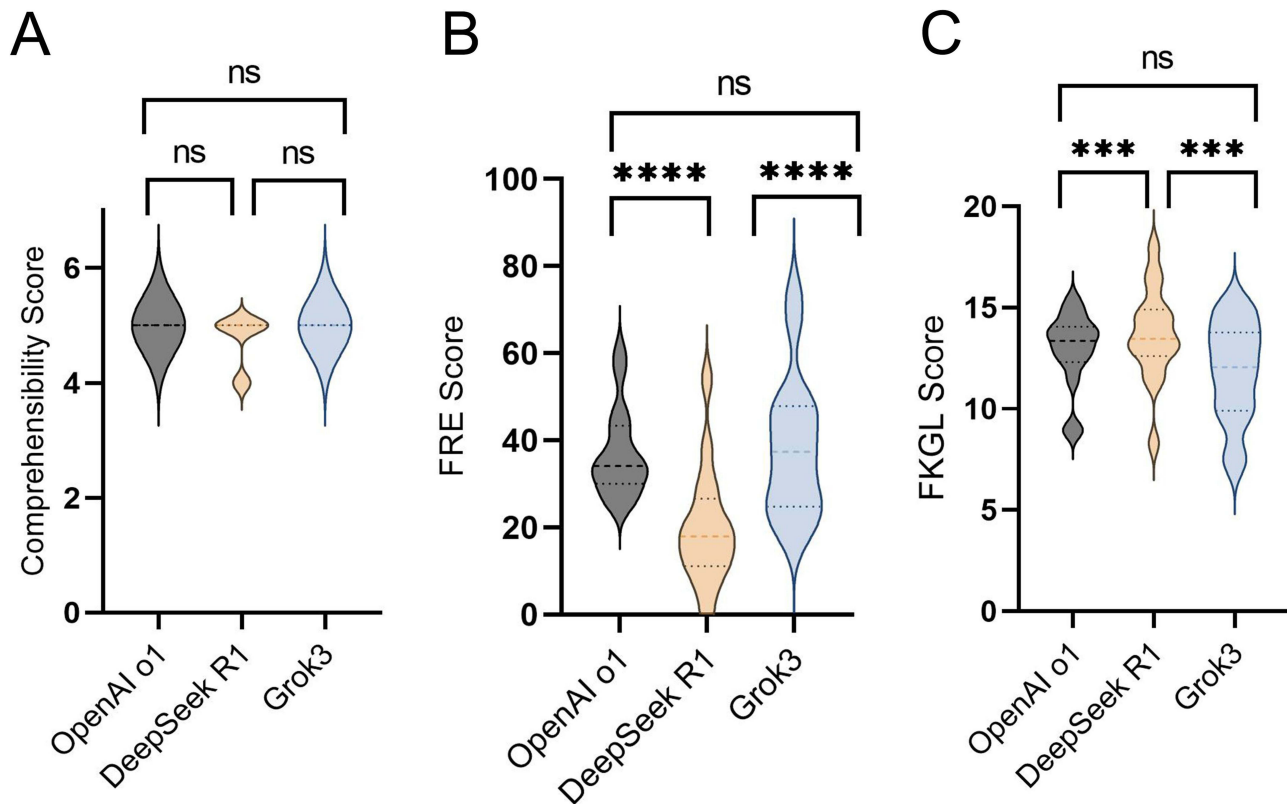 A
ns
ns
ns
Comprehensibility Score
6
4
2
0
OpenAI o1
DeepSeek R1
Grok3
B
ns
****
****
FRE Score
100
80
60
40
20
0
OpenAI o1
DeepSeek R1
Grok3
C
ns
***
***
FKGL Score
20
15
10
5
0
OpenAI o1
DeepSeek R1
Grok3